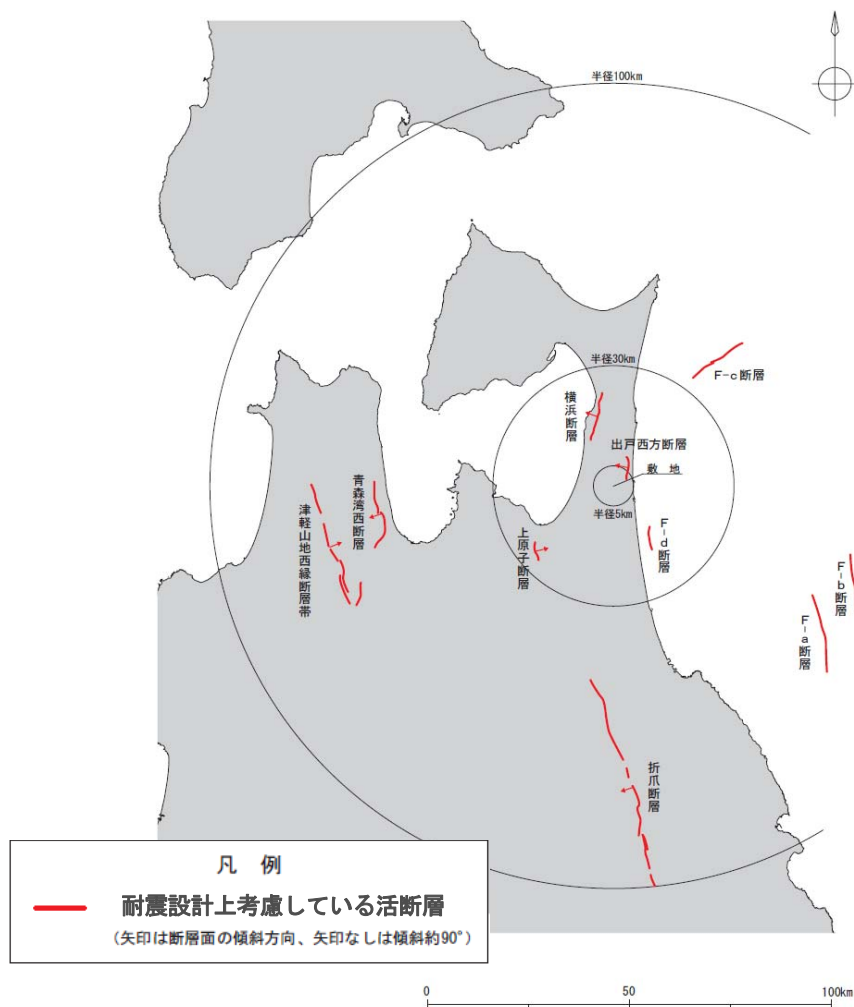 半径100km
半径30km
F-c断層
横浜断層
出戸西方断層
敷地
半径5km
青森湾西断層
津軽山地西縁断層帯
上原子断層
F-d断層
F-b断層
F-a断層
折爪断層
凡 例
耐震設計上考慮している活断層
（矢印は断層面の傾斜方向、矢印なしは傾斜約90°）
0 50 100km